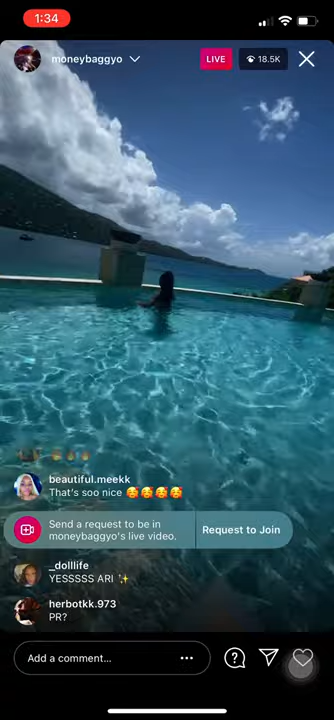 1:34
moneybaggyo
LIVE
18.5K
beautiful.meekk
That's soo nice 🥰🥰🥰🥰
Send a request to be in
moneybaggyo's live video.
Request to Join
_dolllife
YESSSSS ARI ✨
herbotkk.973
PR?
Add a comment...